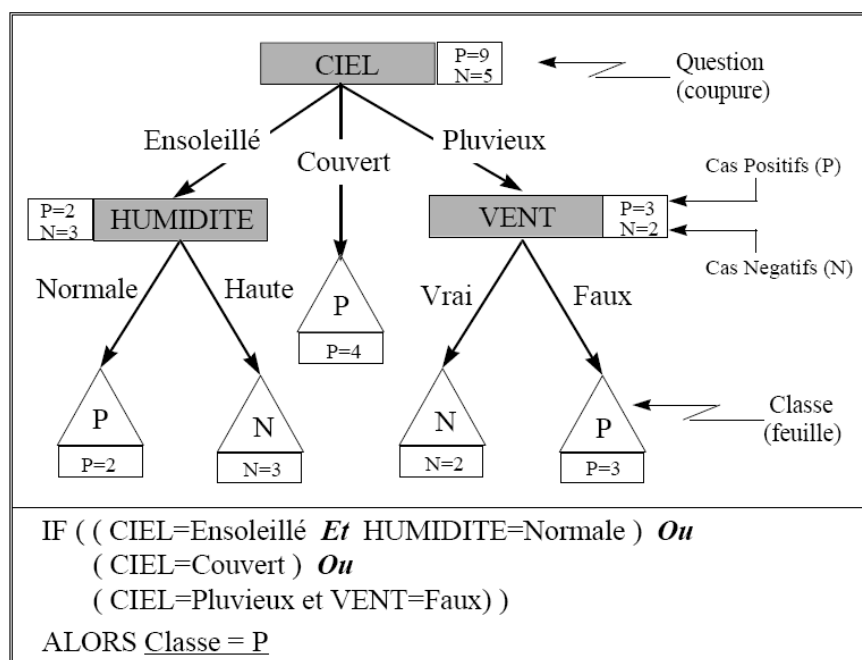 CIEL
P=9
N=5
Question
(coupure)
Ensoleillé
Couvert
Pluvieux
Cas Positifs (P)
P=2
N=3
HUMIDITE
VENT
P=3
N=2
Cas Negatifs (N)
Normale
Haute
P
P=4
Vrai
Faux
P
P=2
N
N=3
N
N=2
P
P=3
Classe
(feuille)
IF ( ( CIEL=Ensoleillé Et HUMIDITE=Normale ) Ou
( CIEL=Couvert ) Ou
( CIEL=Pluvieux et VENT=Faux) )
ALORS Classe = P